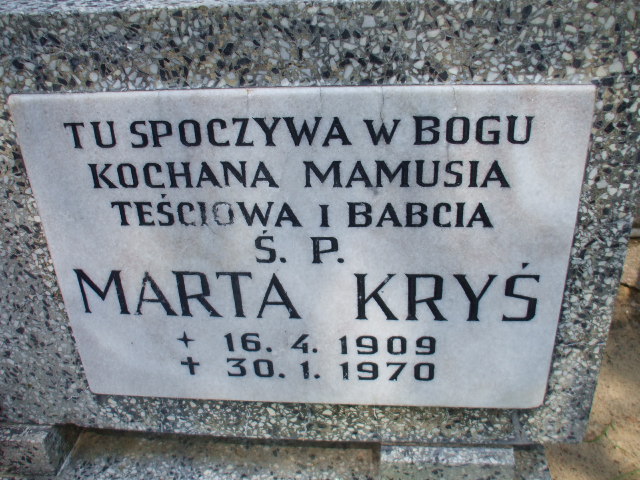 TU SPOCZYWA W BOGU
KOCHANA MAMUSIA
TEŚCIOWA I BABCIA
Ś. P.
MARTA KRYŚ
* 16. 4. 1909
✝ 30. 1. 1970